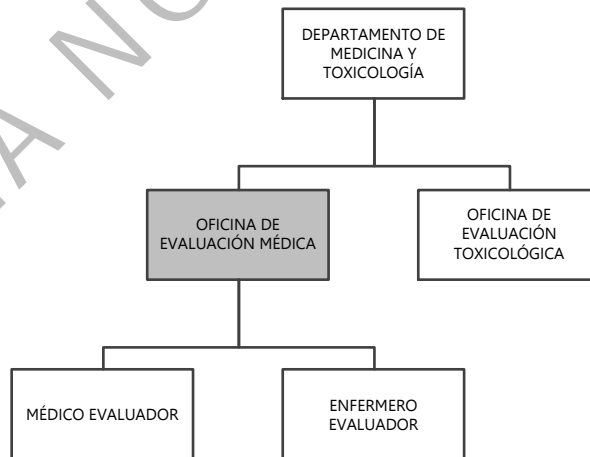 DEPARTAMENTO DE
MEDICINA Y
TOXICOLOGÍA
OFICINA DE
EVALUACIÓN MÉDICA
OFICINA DE
EVALUACIÓN
TOXICOLÓGICA
MÉDICO EVALUADOR
ENFERMERO
EVALUADOR